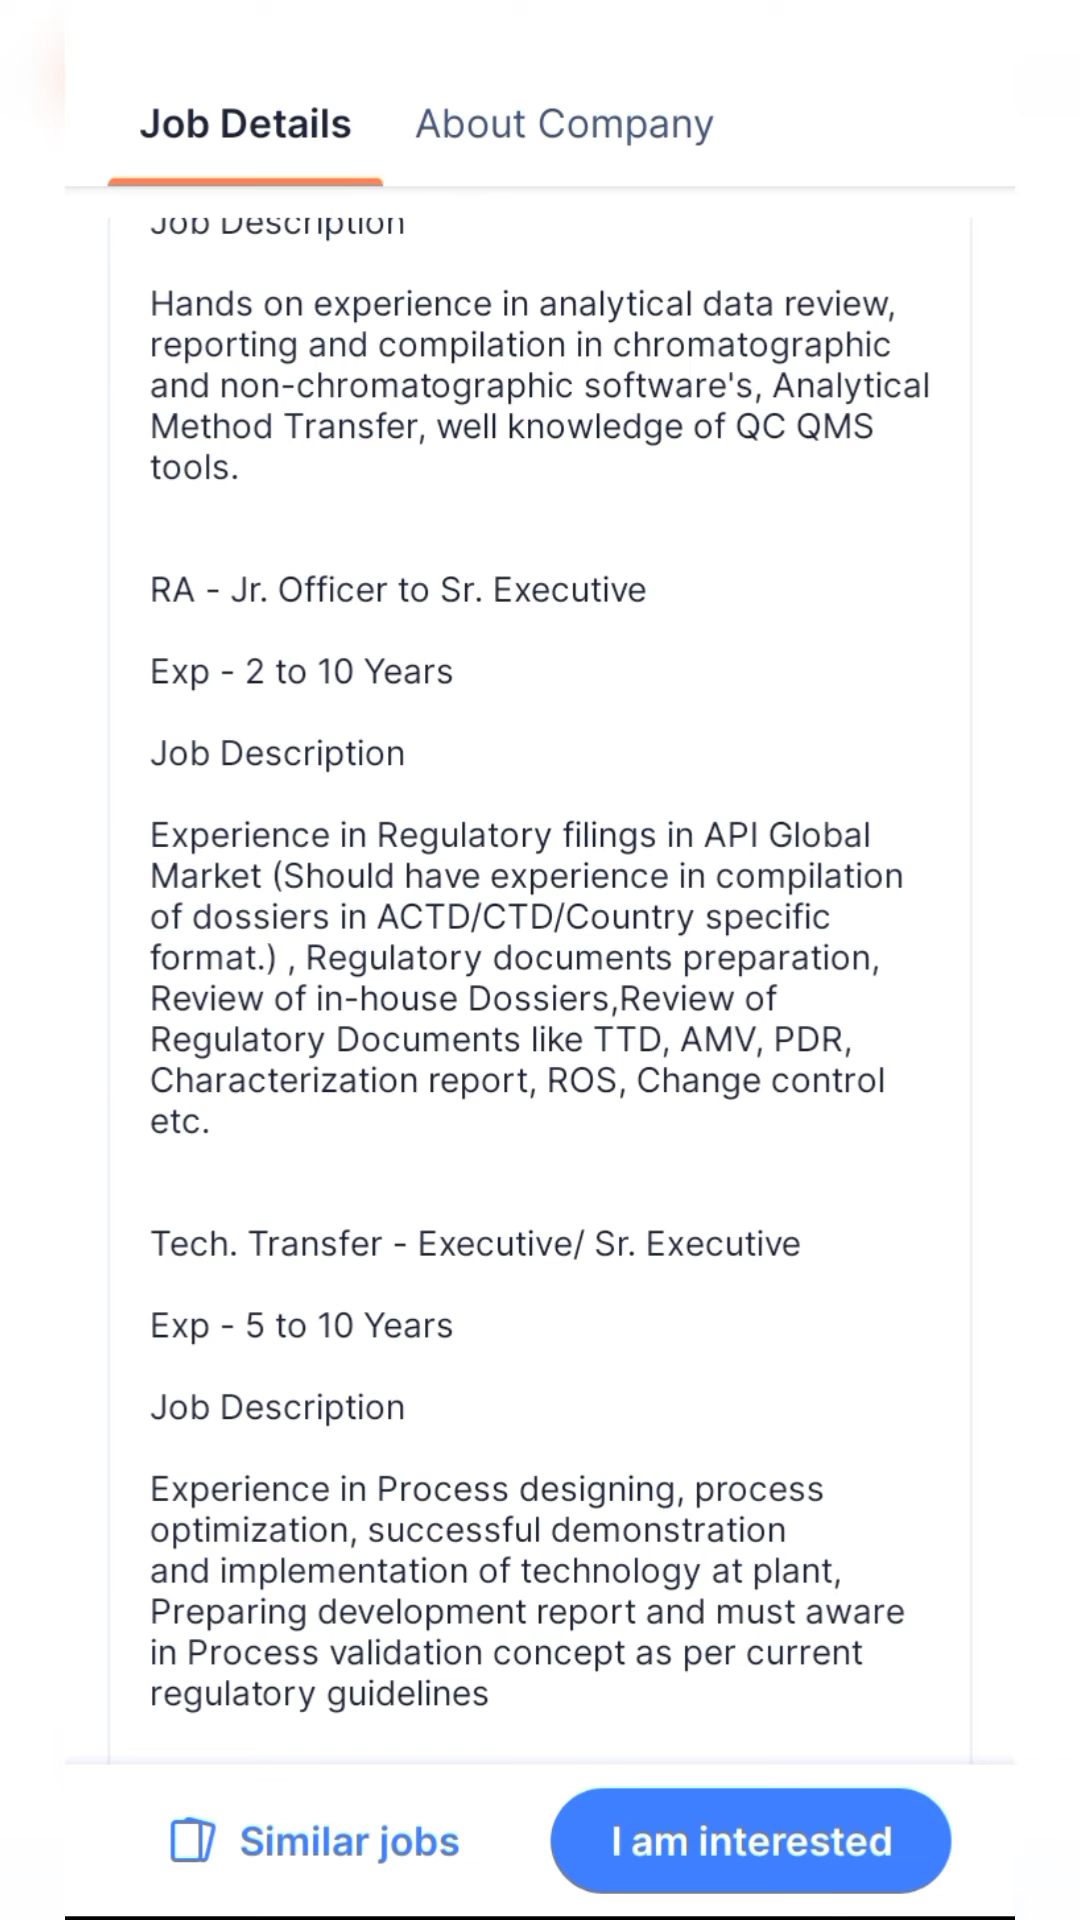 Job Details About Company
Job Description
Hands on experience in analytical data review,
reporting and compilation in chromatographic
and non-chromatographic software's, Analytical
Method Transfer, well knowledge of QC QMS
tools.
RA - Jr. Officer to Sr. Executive
Exp - 2 to 10 Years
Job Description
Experience in Regulatory filings in API Global
Market (Should have experience in compilation
of dossiers in ACTD/CTD/Country specific
format.) , Regulatory documents preparation,
Review of in-house Dossiers,Review of
Regulatory Documents like TTD, AMV, PDR,
Characterization report, ROS, Change control
etc.
Tech. Transfer - Executive/ Sr. Executive
Exp - 5 to 10 Years
Job Description
Experience in Process designing, process
optimization, successful demonstration
and implementation of technology at plant,
Preparing development report and must aware
in Process validation concept as per current
regulatory guidelines
Similar jobs I am interested